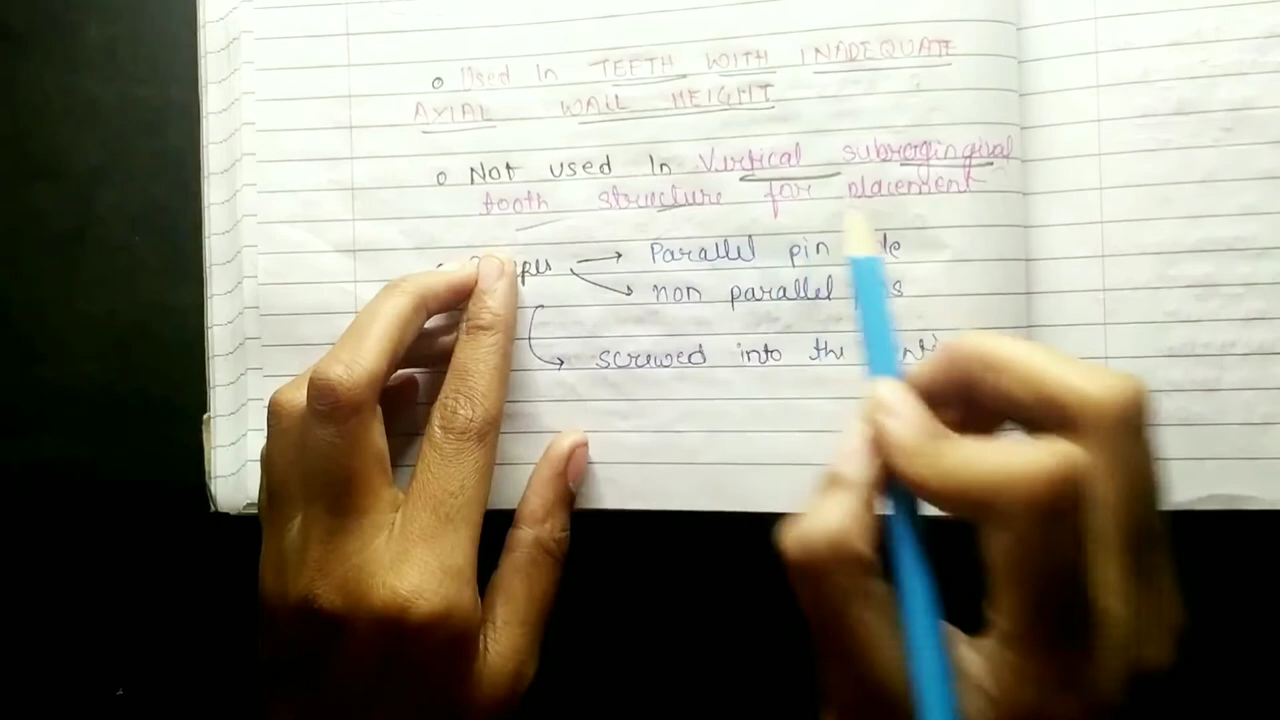 o Used In TEETH WITH INADEQUATE
AXIAL WALL HEIGHT
o Not used In Vertical subragingival
tooth structure for placement
→ Parallel pin
→ non parallel
→ screwed into the